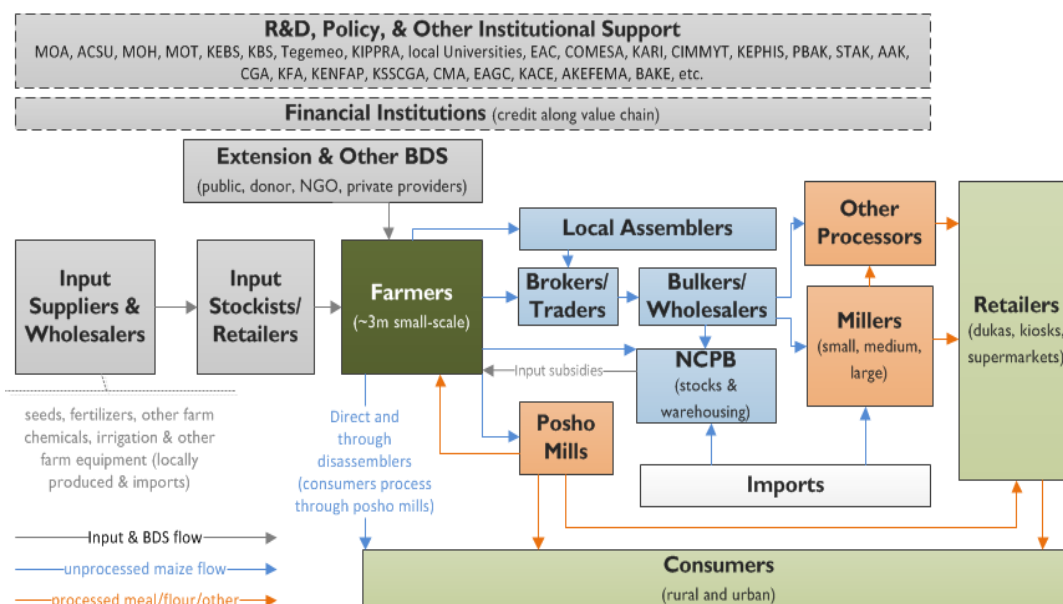 R&D, Policy, & Other Institutional Support
MOA, ACSU, MOH, MOT, KEBS, KBS, Tegemeo, KIPPRA, local Universities, EAC, COMESA, KARI, CIMMYT, KEPHIS, PBAK, STAK, AAK,
CGA, KFA, KENFAP, KSSCGA, CMA, EAGC, KACE, AKEFEMA, BAKE, etc.
Financial Institutions (credit along value chain)
Extension & Other BDS
(public, donor, NGO, private providers)
Input
Suppliers &
Wholesalers
Input
Stockists/
Retailers
Farmers
(~3m small-scale)
Local Assemblers
Brokers/
Traders
Bulkers/
Wholesalers
Other
Processors
Millers
(small, medium,
large)
Retailers
(dukas, kiosks,
supermarkets)
Input subsidies
NCPB
(stocks &
warehousing)
Posho
Mills
Imports
seeds, fertilizers, other farm
chemicals, irrigation & other
farm equipment (locally
produced & imports)
Direct and
through
disassemblers
(consumers process
through posho mills)
Input & BDS flow
unprocessed maize flow
processed meal/flour/other
Consumers
(rural and urban)